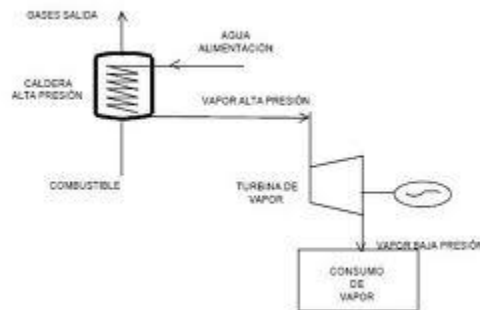 GASES SALIDA
AGUA
ALIMENTACIÓN
CALDERA
ALTA PRESIÓN
VAPOR ALTA PRESIÓN
COMBUSTIBLE
TURBINA DE
VAPOR
VAPOR BAJA PRESIÓN
CONSUMO
DE
VAPOR